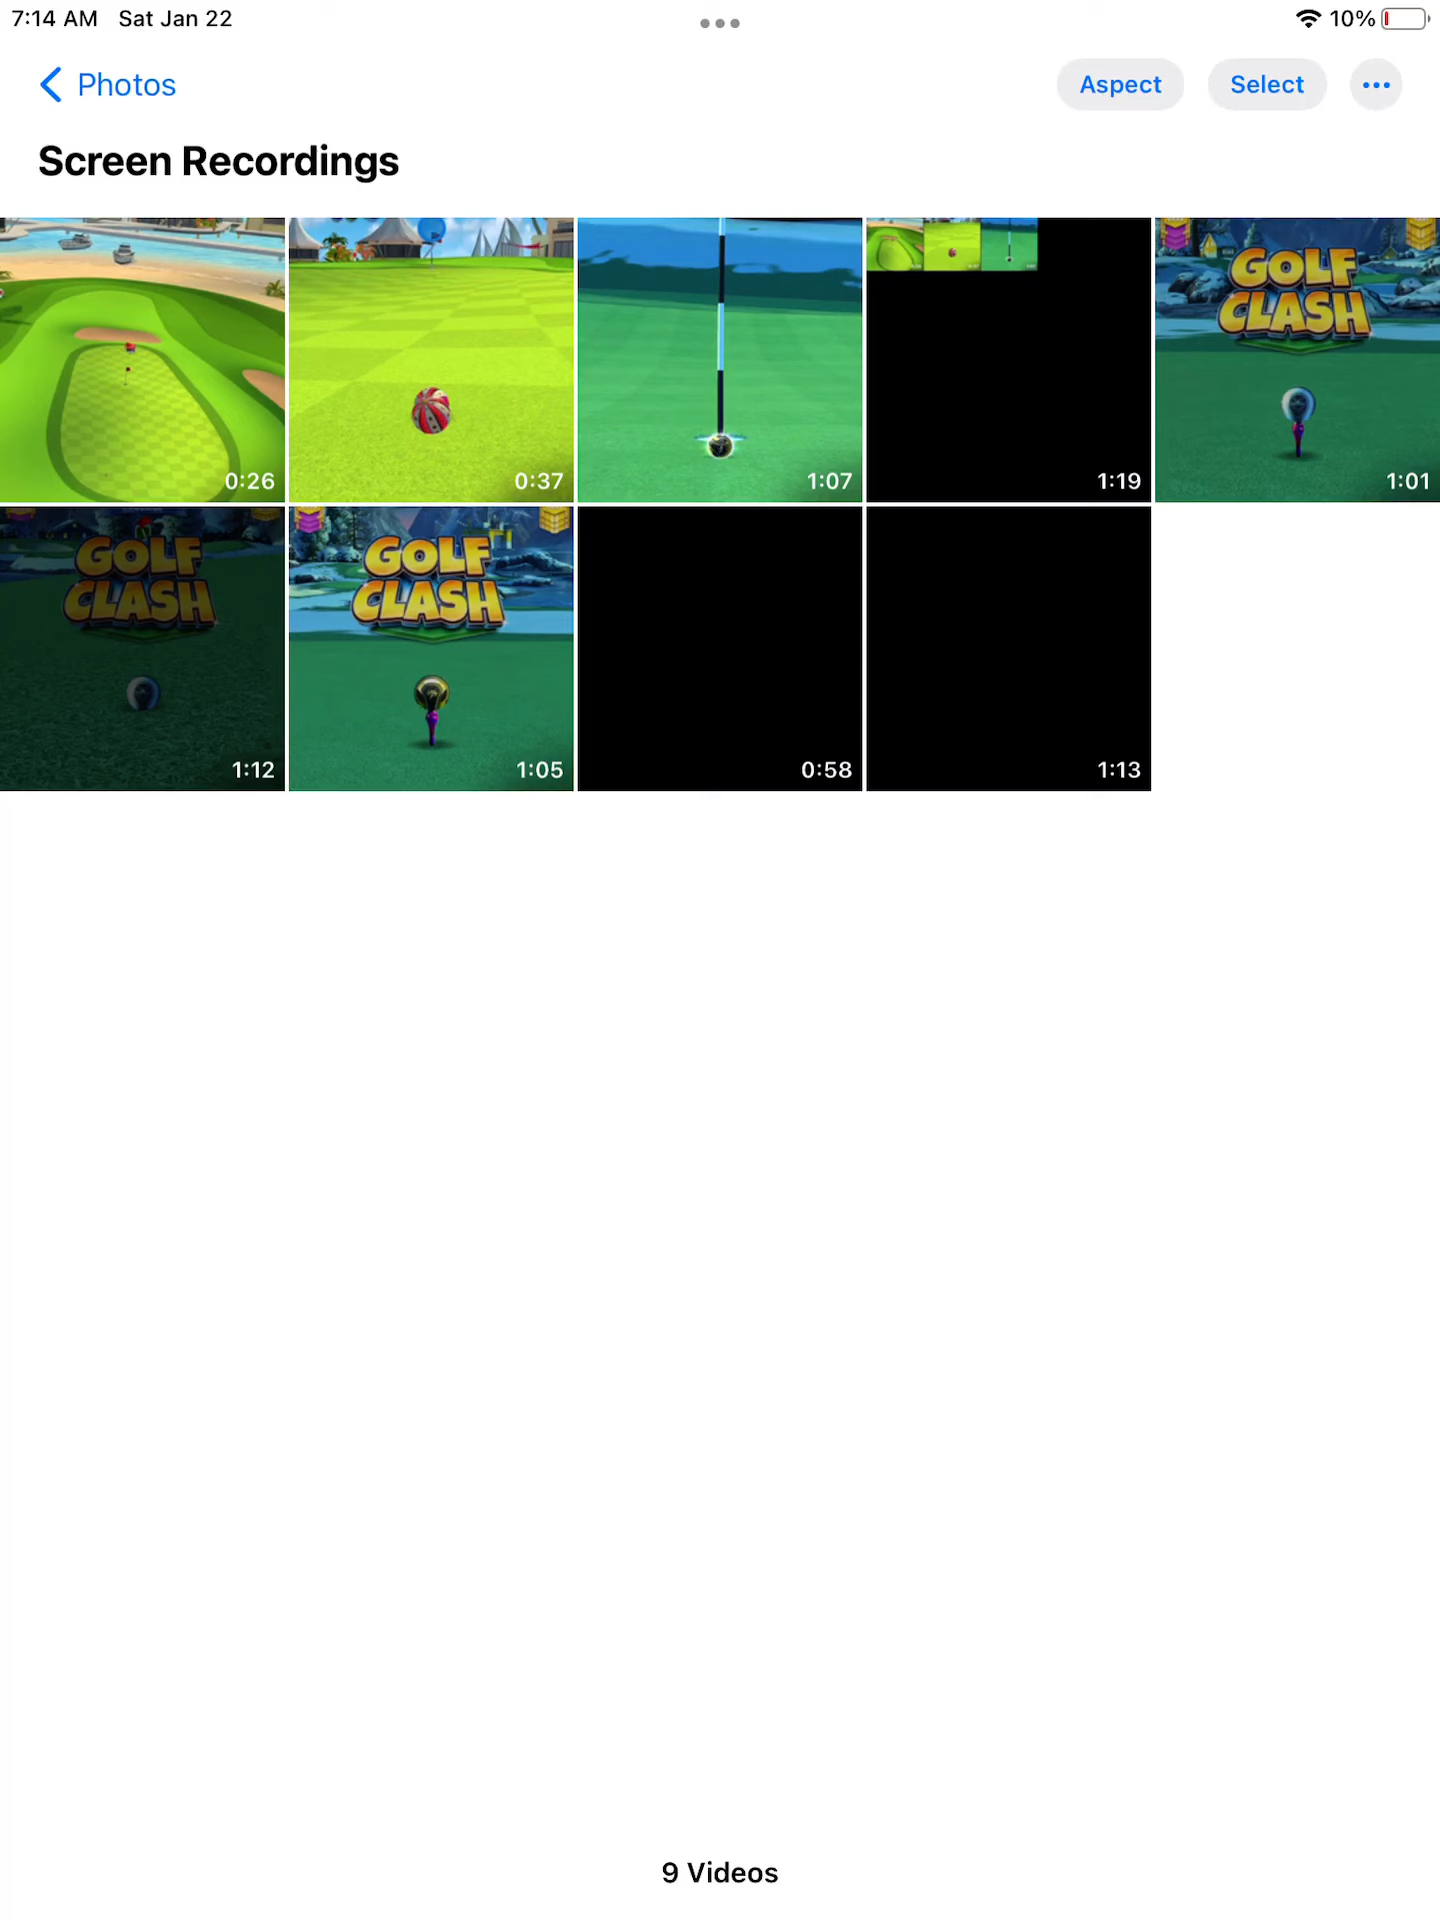 7:14 AM Sat Jan 22 10%
Photos Aspect Select
Screen Recordings
GOLF
CLASH
0:26 0:37 1:07 1:19 1:01
GOLF GOLF
CLASH CLASH
1:12 1:05 0:58 1:13
9 Videos